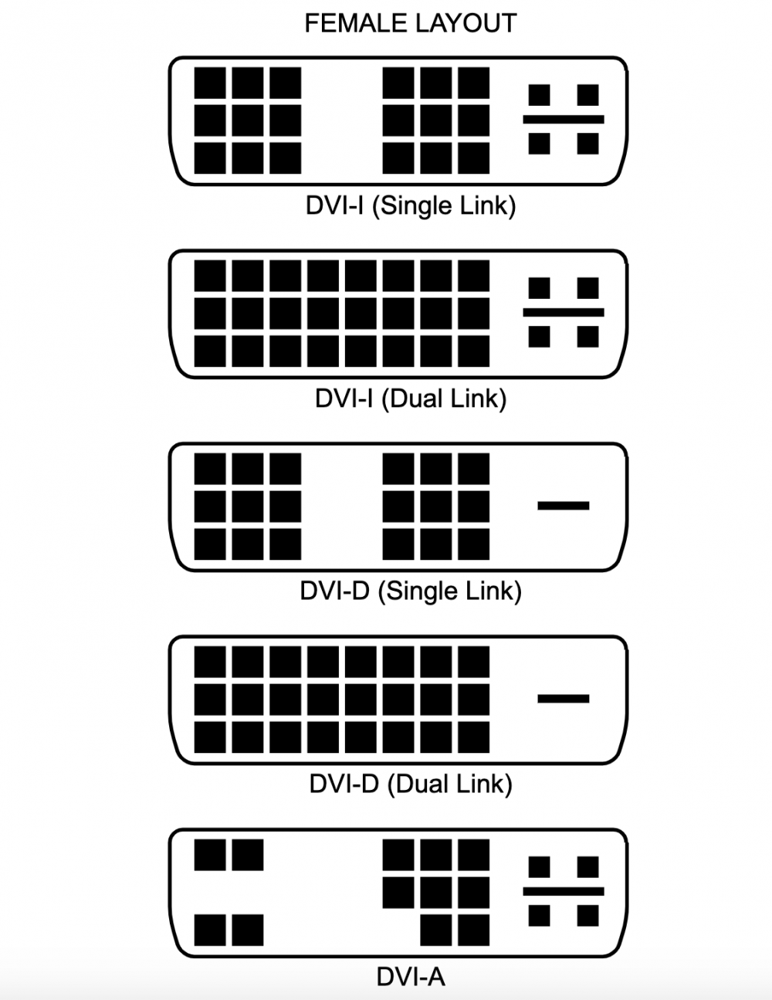 FEMALE LAYOUT
DVI-I (Single Link)
DVI-I (Dual Link)
DVI-D (Single Link)
DVI-D (Dual Link)
DVI-A